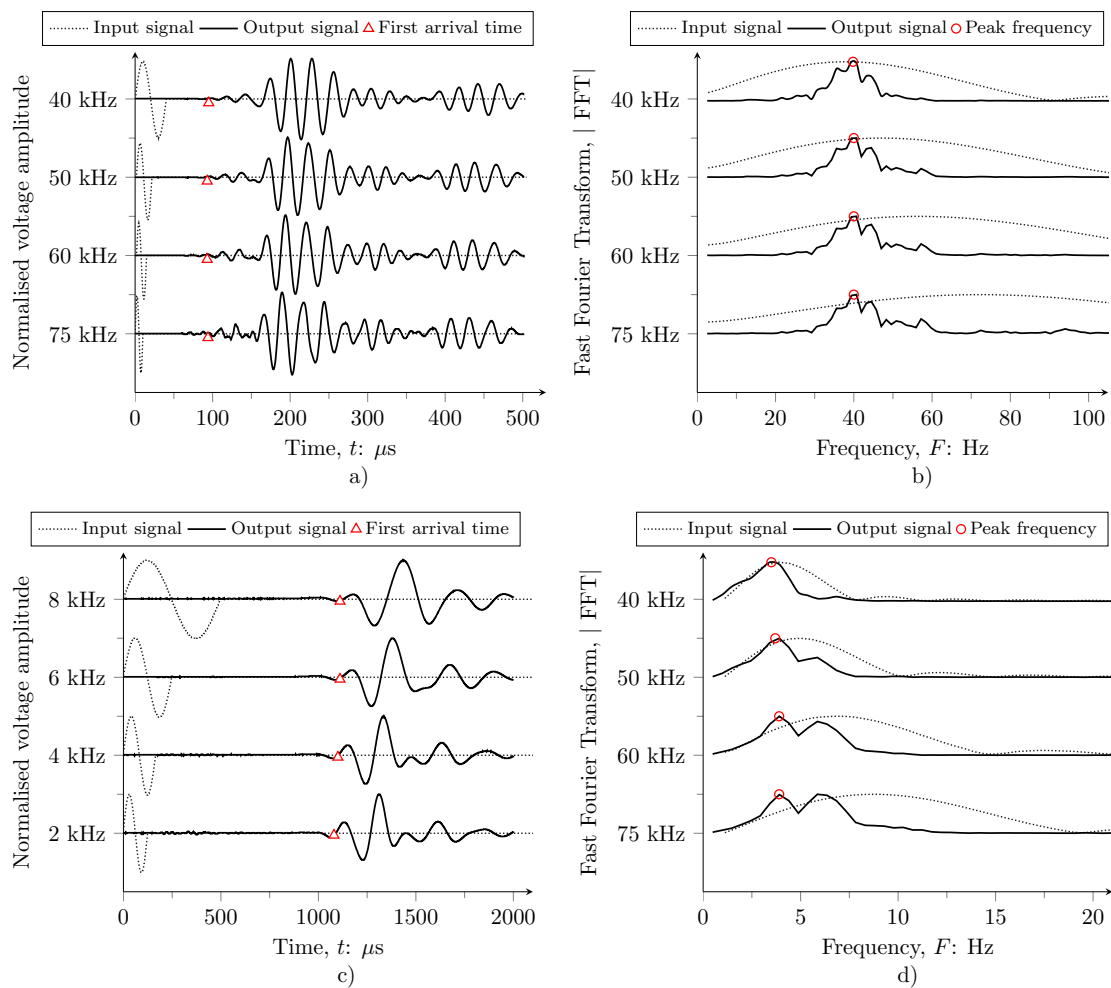 Input signal Output signal First arrival time
Normalised voltage amplitude
40 kHz
50 kHz
60 kHz
75 kHz
0 100 200 300 400 500
Time, t: μs
a)
Input signal Output signal Peak frequency
Fast Fourier Transform, | FFT|
40 kHz
50 kHz
60 kHz
75 kHz
0 20 40 60 80 100
Frequency, F: Hz
b)
Input signal Output signal First arrival time
Normalised voltage amplitude
8 kHz
6 kHz
4 kHz
2 kHz
0 500 1000 1500 2000
Time, t: μs
c)
Input signal Output signal Peak frequency
Fast Fourier Transform, | FFT|
40 kHz
50 kHz
60 kHz
75 kHz
0 5 10 15 20
Frequency, F: Hz
d)